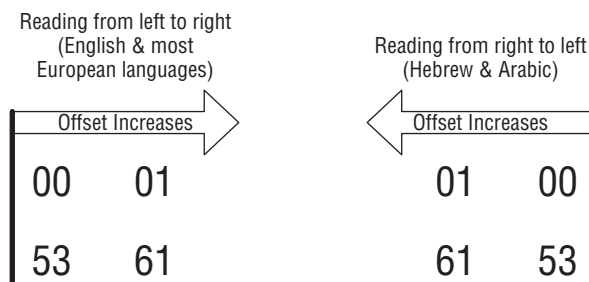 Reading from left to right
(English & most
European languages)
Offset Increases
00 01
53 61
Reading from right to left
(Hebrew & Arabic)
Offset Increases
01 00
61 53